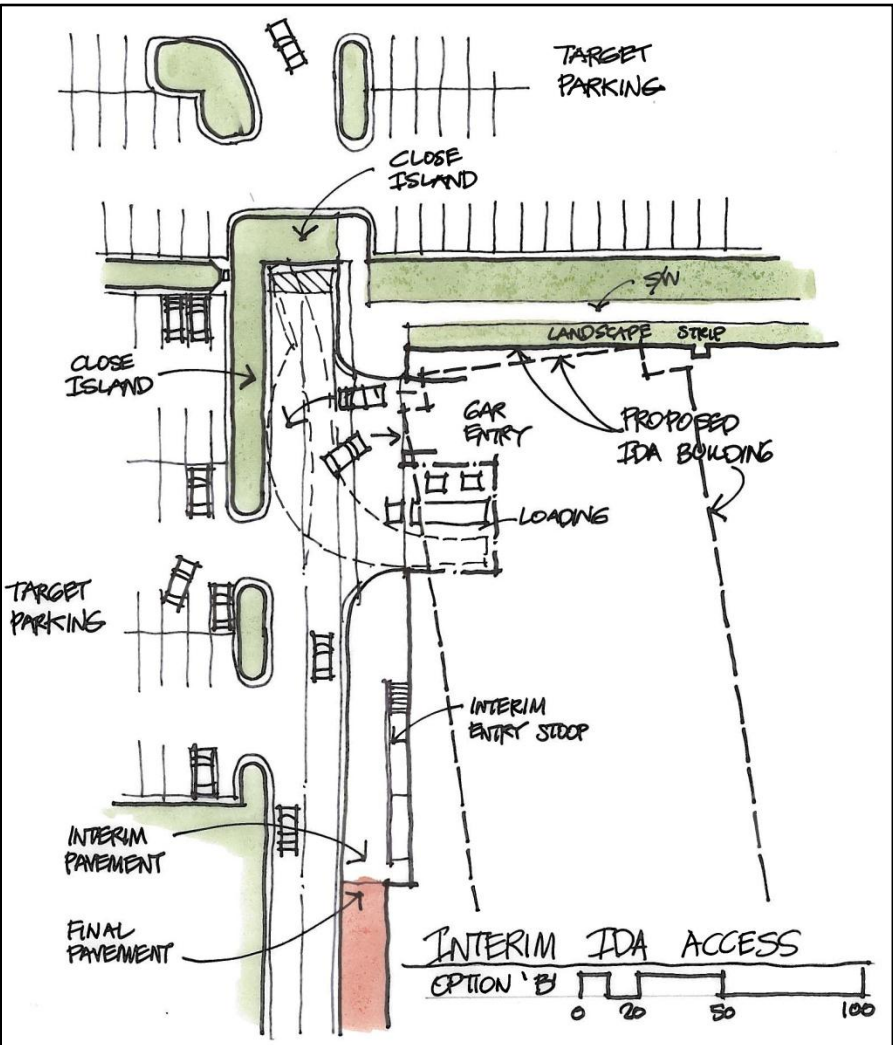 TARGET
PARKING
CLOSE
ISLAND
S/W
LANDSCAPE STRIP
CLOSE
ISLAND
GAR
ENTRY
PROPOSED
IDA BUILDING
LOADING
TARGET
PARKING
INTERIM
ENTRY STOOP
INTERIM
PAVEMENT
FINAL
PAVEMENT
INTERIM IDA ACCESS
OPTION 'B'
0 20 50 100